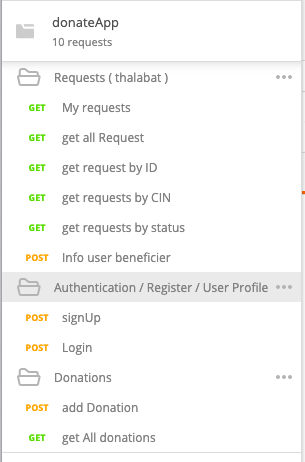 donateApp
10 requests
Requests ( thalabat )
GET My requests
GET get all Request
GET get request by ID
GET get requests by CIN
GET get requests by status
POST Info user beneficier
Authentication / Register / User Profile
POST signUp
POST Login
Donations
POST add Donation
GET get All donations